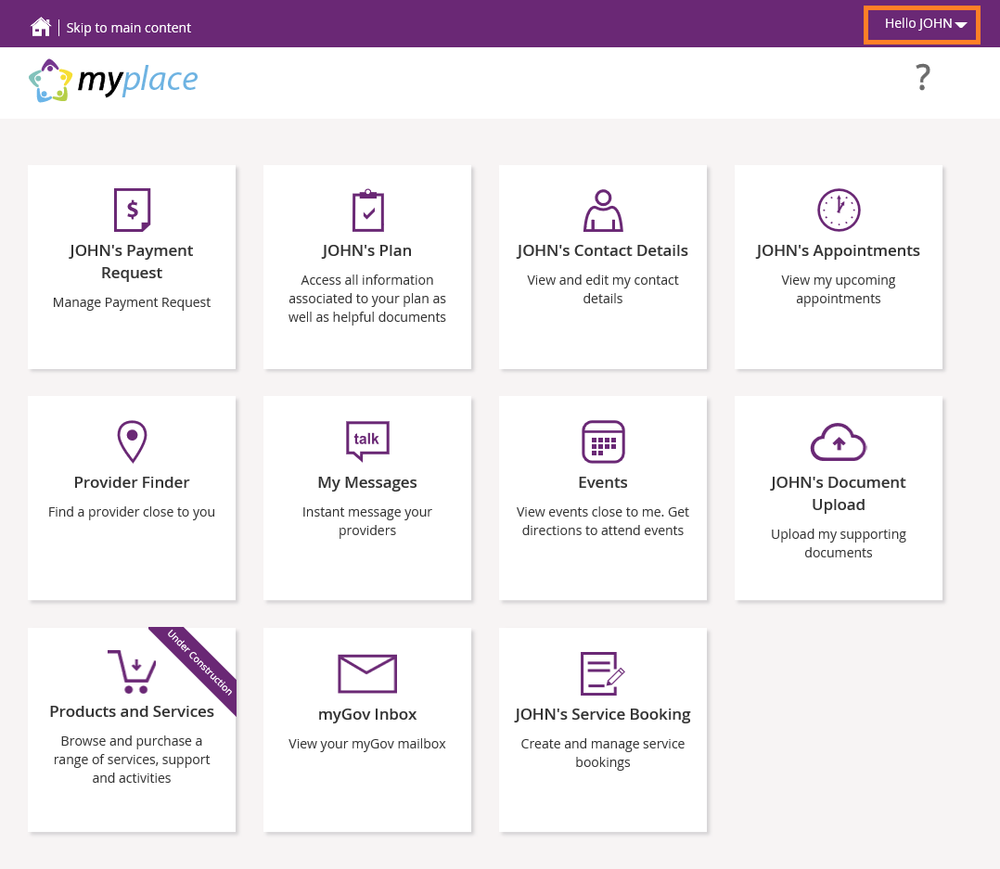 Skip to main content
Hello JOHN
myplace
?
$
JOHN's Payment
Request
Manage Payment Request
JOHN's Plan
Access all information
associated to your plan as
well as helpful documents
JOHN's Contact Details
View and edit my contact
details
JOHN's Appointments
View my upcoming
appointments
Provider Finder
Find a provider close to you
talk
My Messages
Instant message your
providers
Events
View events close to me. Get
directions to attend events
JOHN's Document
Upload
Upload my supporting
documents
Under Construction
Products and Services
Browse and purchase a
range of services, support
and activities
myGov Inbox
View your myGov mailbox
JOHN's Service Booking
Create and manage service
bookings